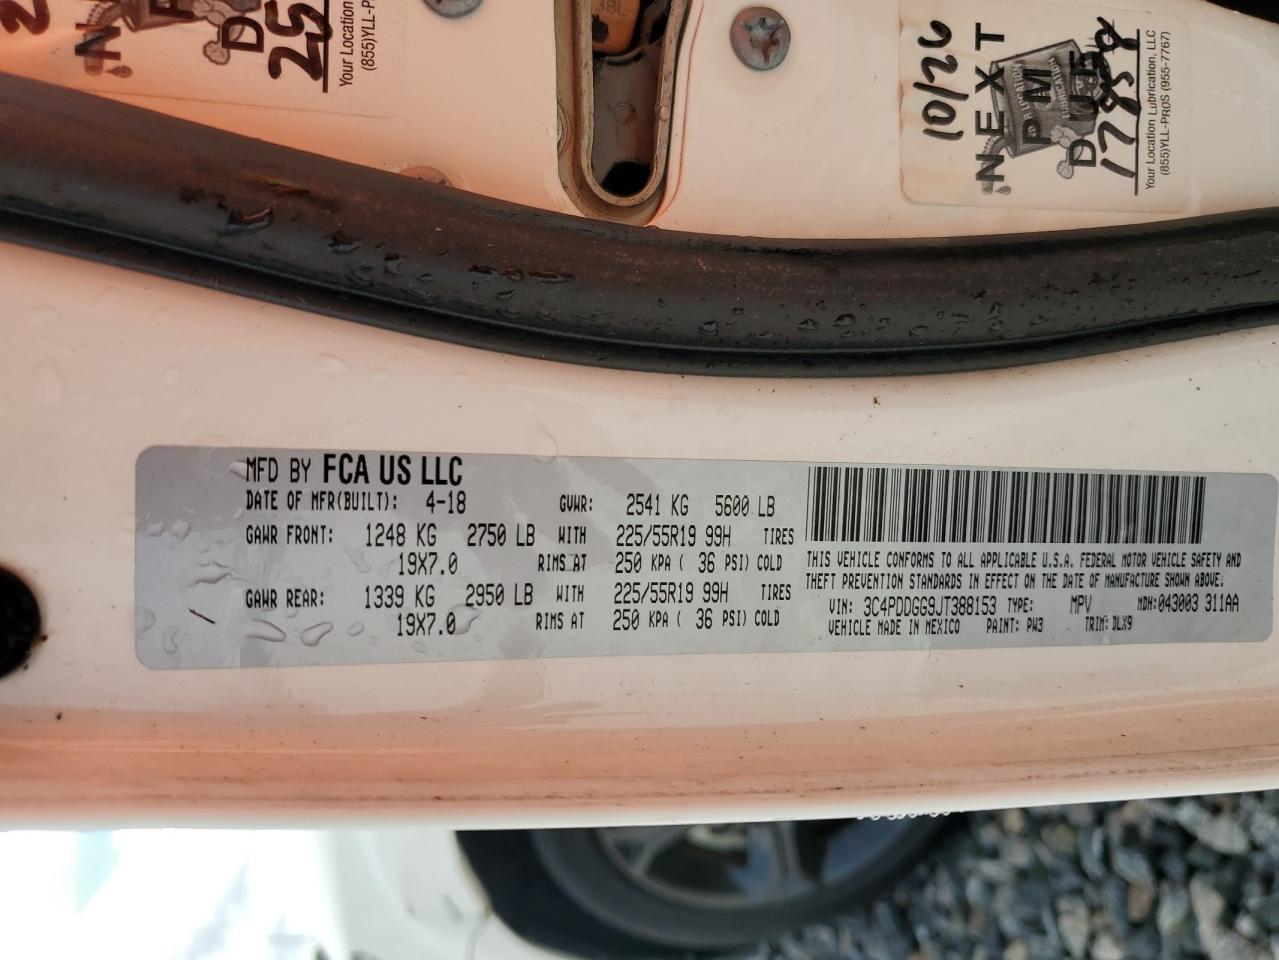 MFD BY FCA US LLC
DATE OF MFR(BUILT): 4-18 GVWR: 2541 KG 5600 LB
GAWR FRONT: 1248 KG 2750 LB WITH 225/55R19 99H TIRES
19X7.0 RIMS AT 250 KPA ( 36 PSI) COLD
GAWR REAR: 1339 KG 2950 LB WITH 225/55R19 99H TIRES
19X7.0 RIMS AT 250 KPA ( 36 PSI) COLD
THIS VEHICLE CONFORMS TO ALL APPLICABLE U.S.A. FEDERAL MOTOR VEHICLE SAFETY AND
THEFT PREVENTION STANDARDS IN EFFECT ON THE DATE OF MANUFACTURE SHOWN ABOVE.
VIN: 3C4PDDGG9JT388153 TYPE: MPV MDH:043003 311AA
VEHICLE MADE IN MEXICO PAINT: PW3 TRIM: DLX9
10/26
NEXT
PM
DUE
Your Location Lubrication, LLC
(855)YLL-PROS (955-7767)
N
D
25
Your Location
(855)YLL-P